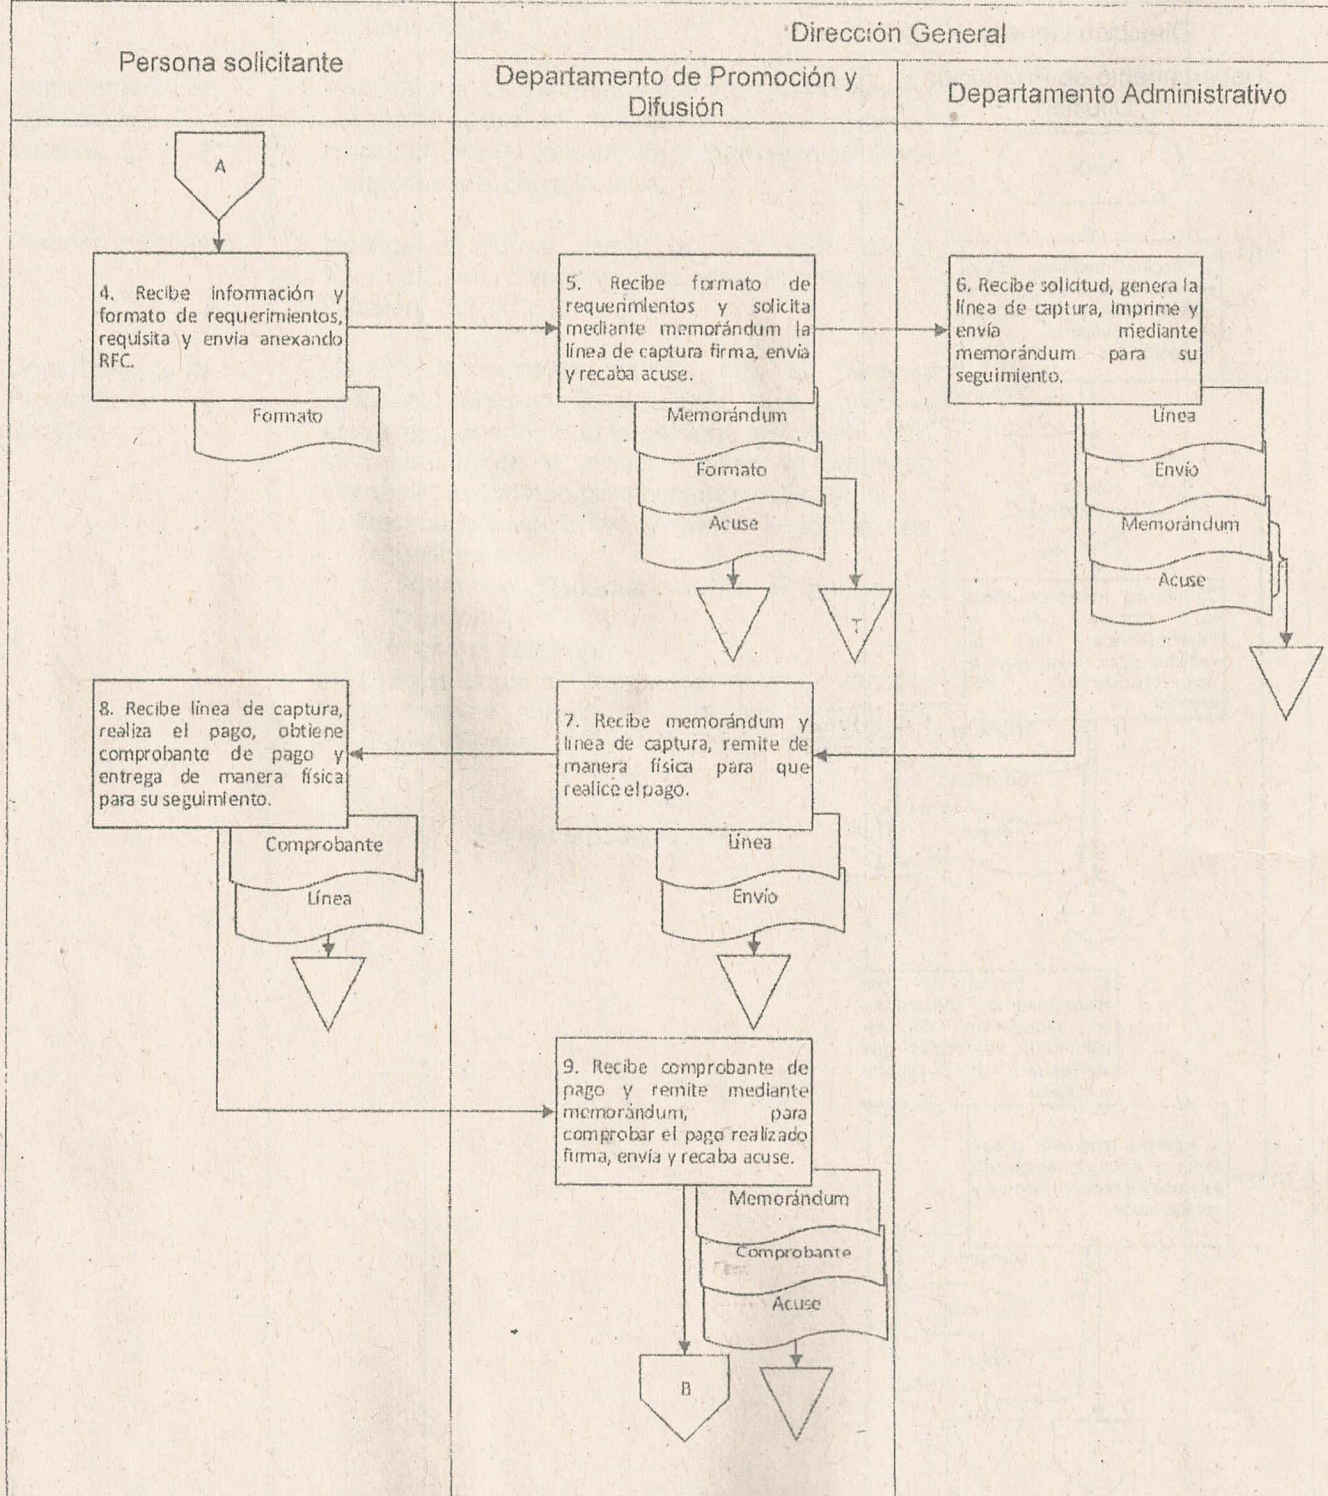 Persona solicitante
Dirección General
Departamento de Promoción y
Difusión
Departamento Administrativo
A
4. Recibe información y
formato de requerimientos,
requisita y envía anexando
RFC.
Formato
5. Recibe formato de
requerimientos y solicita
mediante memorándum la
línea de captura firma, envia
y recaba acuse.
Memorándum
Formato
Acuse
T
6. Recibe solicitud, genera la
línea de captura, imprime y
envía mediante
memorándum para su
seguimiento.
Línea
Envío
Memorándum
Acuse
8. Recibe línea de captura,
realiza el pago, obtiene
comprobante de pago y
entrega de manera física
para su seguimiento.
Comprobante
Línea
7. Recibe memorándum y
línea de captura, remite de
manera física para que
realice el pago.
Línea
Envío
9. Recibe comprobante de
pago y remite mediante
memorándum, para
comprobar el pago realizado
firma, envía y recaba acuse.
Memorándum
Comprobante
Acuse
B